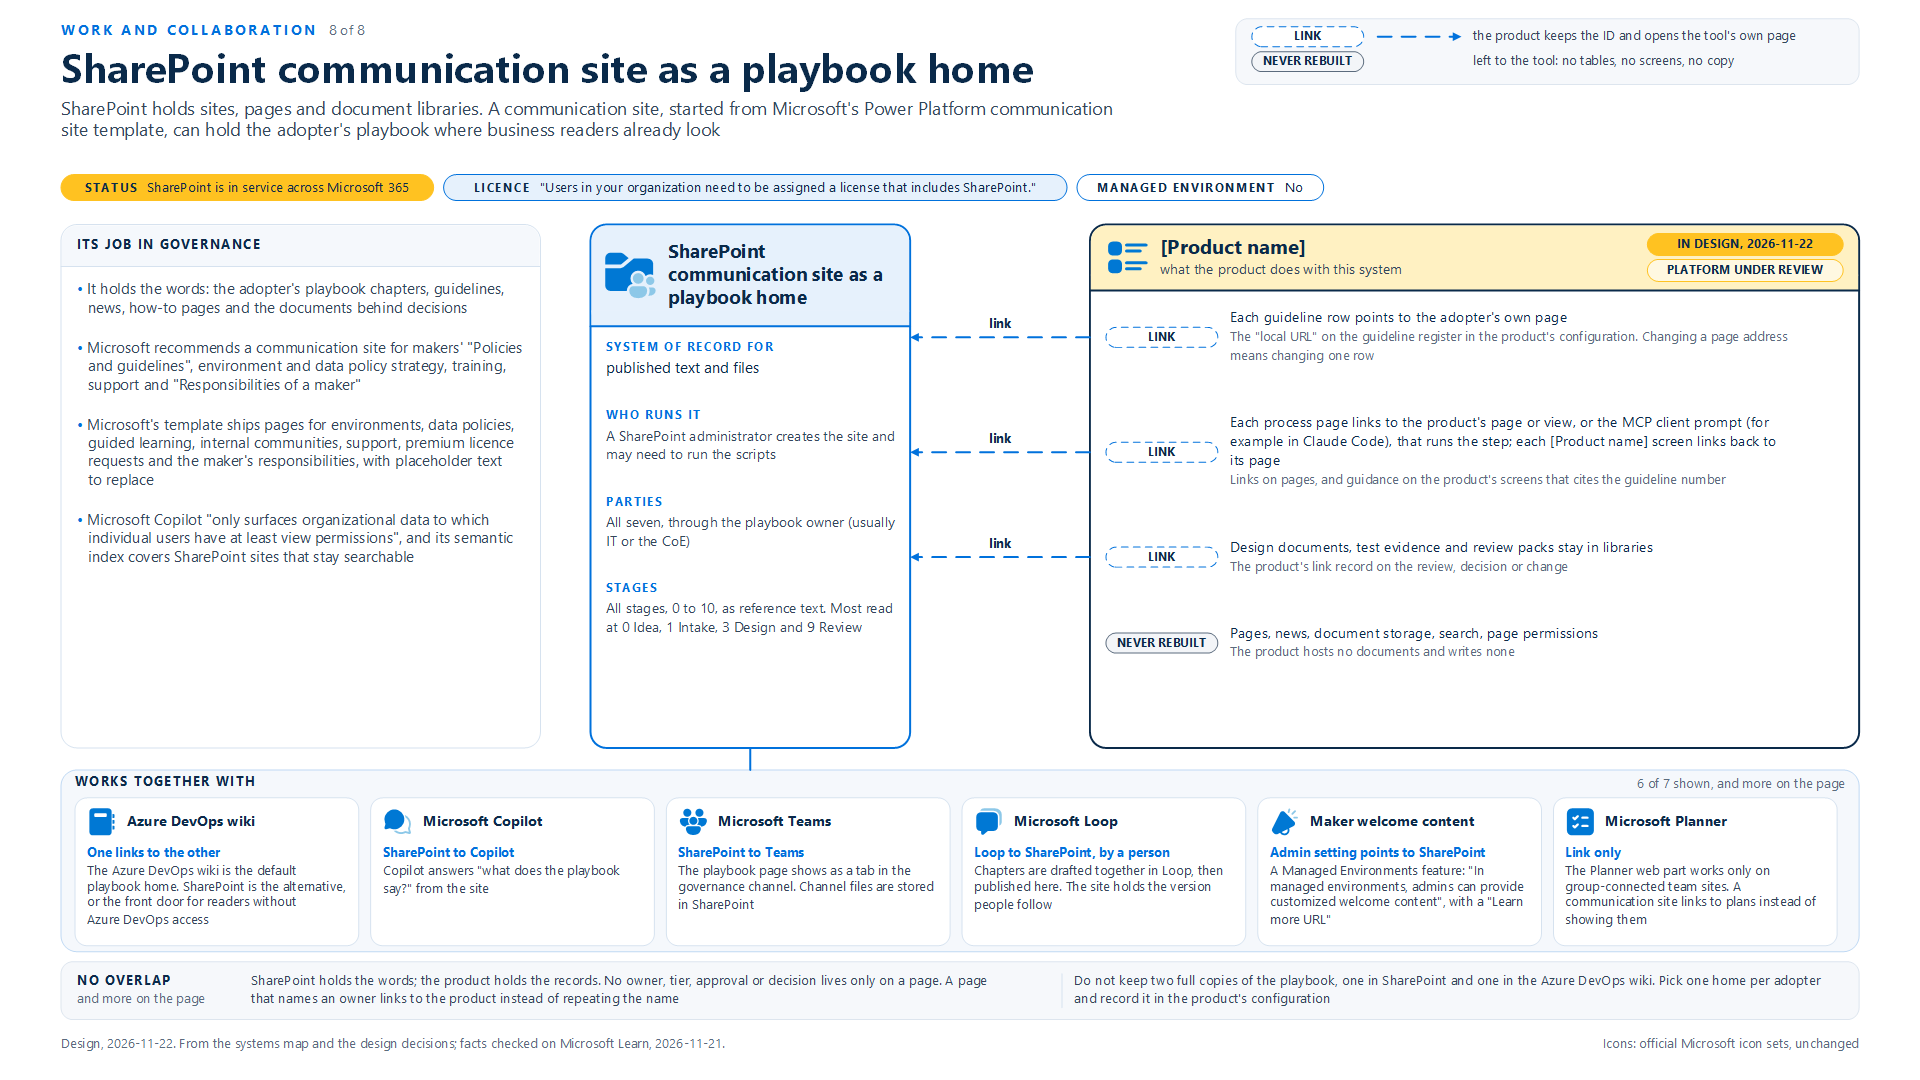 WORK AND COLLABORATION 8 of 8
SharePoint communication site as a playbook home
SharePoint holds sites, pages and document libraries. A communication site, started from Microsoft's Power Platform communication
site template, can hold the adopter's playbook where business readers already look
LINK the product keeps the ID and opens the tool's own page
NEVER REBUILT left to the tool: no tables, no screens, no copy
STATUS SharePoint is in service across Microsoft 365
LICENCE "Users in your organization need to be assigned a license that includes SharePoint."
MANAGED ENVIRONMENT No
ITS JOB IN GOVERNANCE
• It holds the words: the adopter's playbook chapters, guidelines,
news, how-to pages and the documents behind decisions
• Microsoft recommends a communication site for makers' "Policies
and guidelines", environment and data policy strategy, training,
support and "Responsibilities of a maker"
• Microsoft's template ships pages for environments, data policies,
guided learning, internal communities, support, premium licence
requests and the maker's responsibilities, with placeholder text
to replace
• Microsoft Copilot "only surfaces organizational data to which
individual users have at least view permissions", and its semantic
index covers SharePoint sites that stay searchable
SharePoint
communication site as a
playbook home
SYSTEM OF RECORD FOR
published text and files
WHO RUNS IT
A SharePoint administrator creates the site and
may need to run the scripts
PARTIES
All seven, through the playbook owner (usually
IT or the CoE)
STAGES
All stages, 0 to 10, as reference text. Most read
at 0 Idea, 1 Intake, 3 Design and 9 Review
link
link
link
[Product name]
what the product does with this system
IN DESIGN, 2026-11-22
PLATFORM UNDER REVIEW
LINK
Each guideline row points to the adopter's own page
The "local URL" on the guideline register in the product's configuration. Changing a page address
means changing one row
LINK
Each process page links to the product's page or view, or the MCP client prompt (for
example in Claude Code), that runs the step; each [Product name] screen links back to
its page
Links on pages, and guidance on the product's screens that cites the guideline number
LINK
Design documents, test evidence and review packs stay in libraries
The product's link record on the review, decision or change
NEVER REBUILT
Pages, news, document storage, search, page permissions
The product hosts no documents and writes none
WORKS TOGETHER WITH
6 of 7 shown, and more on the page
Azure DevOps wiki
One links to the other
The Azure DevOps wiki is the default
playbook home. SharePoint is the alternative,
or the front door for readers without
Azure DevOps access
Microsoft Copilot
SharePoint to Copilot
Copilot answers "what does the playbook
say?" from the site
Microsoft Teams
SharePoint to Teams
The playbook page shows as a tab in the
governance channel. Channel files are stored
in SharePoint
Microsoft Loop
Loop to SharePoint, by a person
Chapters are drafted together in Loop, then
published here. The site holds the version
people follow
Maker welcome content
Admin setting points to SharePoint
A Managed Environments feature: "In
managed environments, admins can provide
customized welcome content", with a "Learn
more URL"
Microsoft Planner
Link only
The Planner web part works only on
group-connected team sites. A
communication site links to plans instead of
showing them
NO OVERLAP
and more on the page
SharePoint holds the words; the product holds the records. No owner, tier, approval or decision lives only on a page. A page
that names an owner links to the product instead of repeating the name
Do not keep two full copies of the playbook, one in SharePoint and one in the Azure DevOps wiki. Pick one home per adopter
and record it in the product's configuration
Design, 2026-11-22. From the systems map and the design decisions; facts checked on Microsoft Learn, 2026-11-21.
Icons: official Microsoft icon sets, unchanged